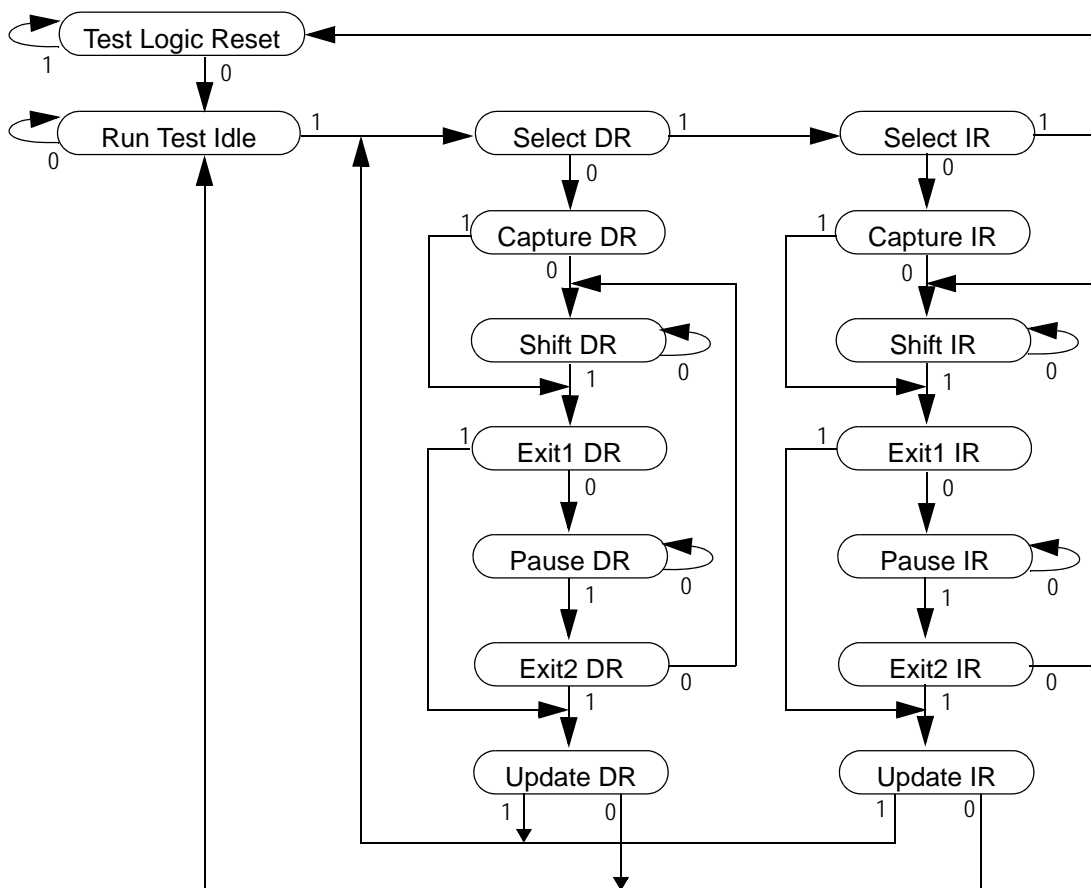 Test Logic Reset
1
0
Run Test Idle
1
Select DR
1
Select IR
1
0
0
0
1
Capture DR
1
Capture IR
0
0
Shift DR
Shift IR
0
0
1
1
1
Exit1 DR
1
Exit1 IR
0
0
Pause DR
Pause IR
0
0
1
1
Exit2 DR
Exit2 IR
0
0
1
1
Update DR
Update IR
1
0
1
0